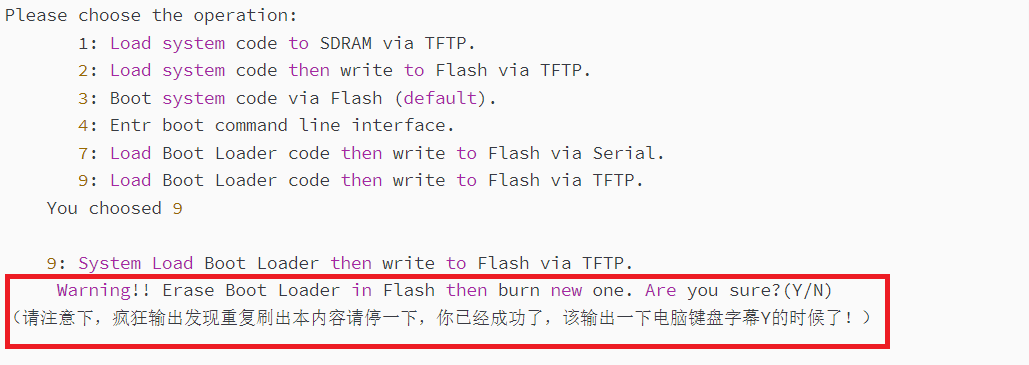 Please choose the operation:
1: Load system code to SDRAM via TFTP.
2: Load system code then write to Flash via TFTP.
3: Boot system code via Flash (default).
4: Entr boot command line interface.
7: Load Boot Loader code then write to Flash via Serial.
9: Load Boot Loader code then write to Flash via TFTP.
You choosed 9
9: System Load Boot Loader then write to Flash via TFTP.
Warning!! Erase Boot Loader in Flash then burn new one. Are you sure?(Y/N)
（请注意下，疯狂输出发现重复刷出本内容请停一下，你已经成功了，该输出一下电脑键盘字幕Y的时候了！）